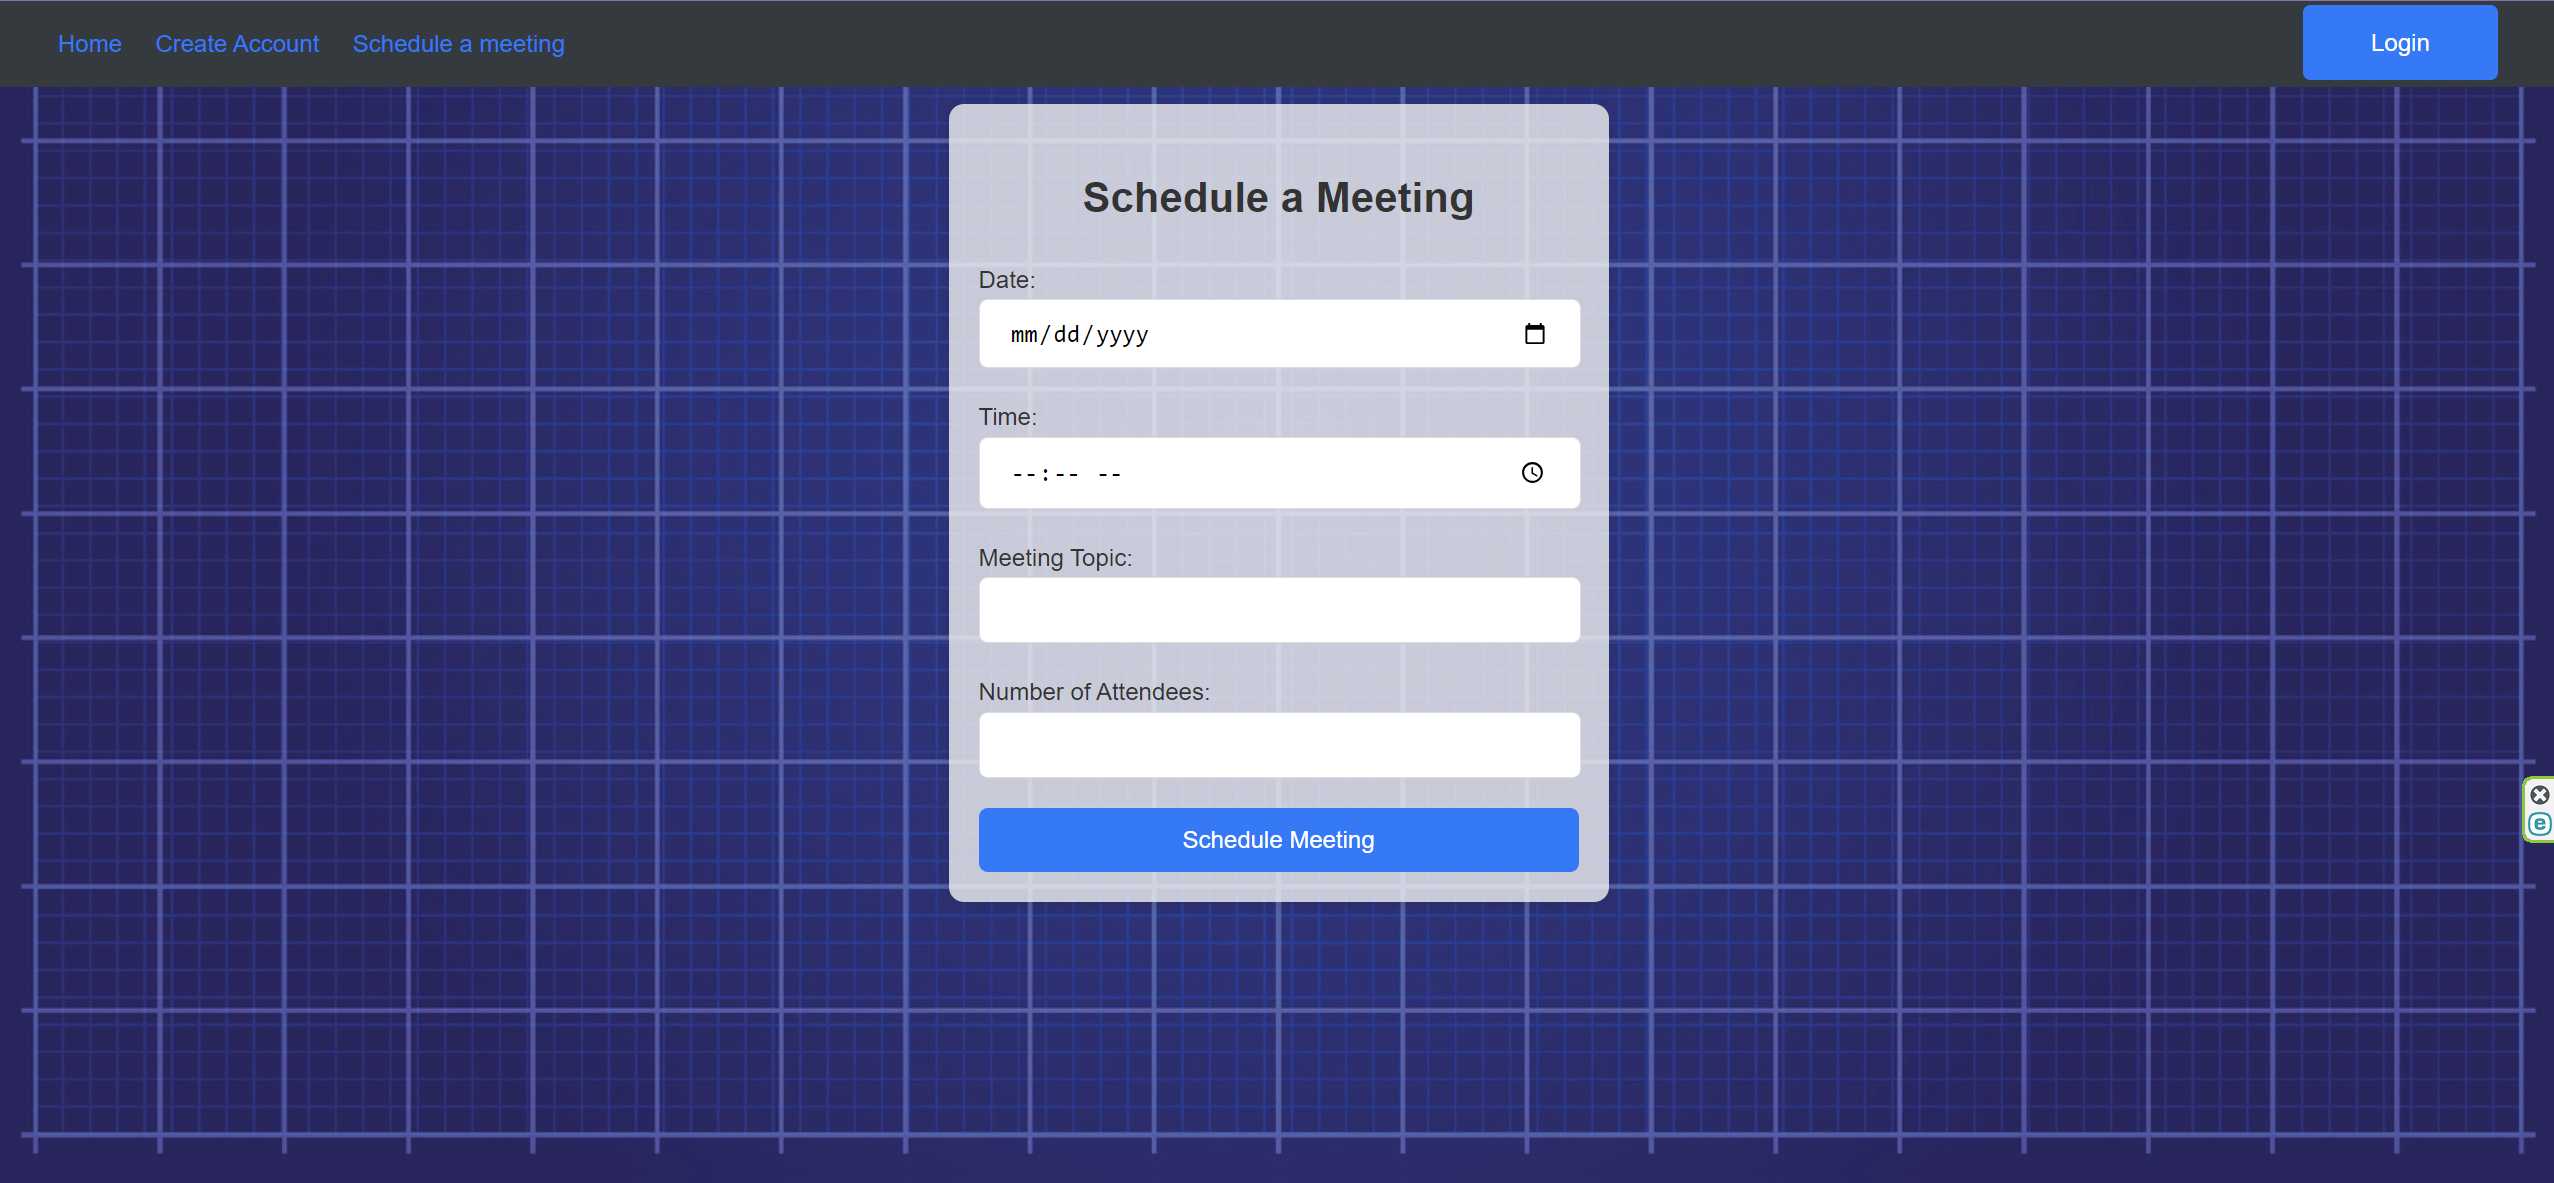 Home Create Account Schedule a meeting Login
Schedule a Meeting
Date:
mm/dd/yyyy
Time:
--:-- --
Meeting Topic:
Number of Attendees:
Schedule Meeting
e